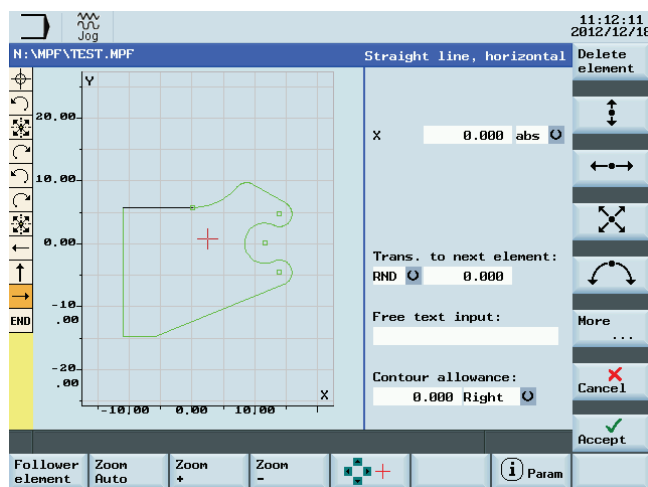 Jog
11:12:11
2012/12/18
N:\MPF\TEST.MPF
Straight line, horizontal
Delete
element
Y
20.00
10.00
0.00
-10
.00
-20
.00
X
-10.00 0.00 10.00
END
X 0.000 abs
Trans. to next element:
RND 0.000
Free text input:
Contour allowance:
0.000 Right
More
...
Cancel
Accept
Follower
element
Zoom
Auto
Zoom
+
Zoom
-
i Param